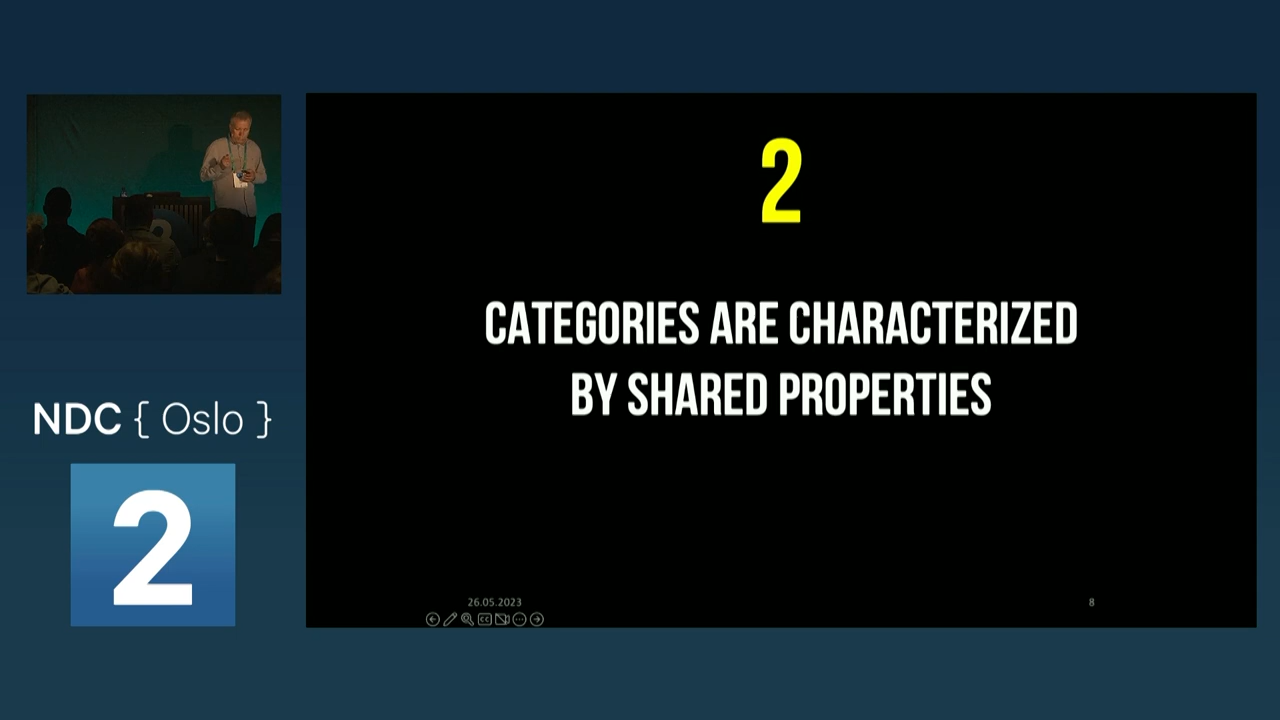 2
CATEGORIES ARE CHARACTERIZED
BY SHARED PROPERTIES
26.05.2023
8
NDC { Oslo }
2